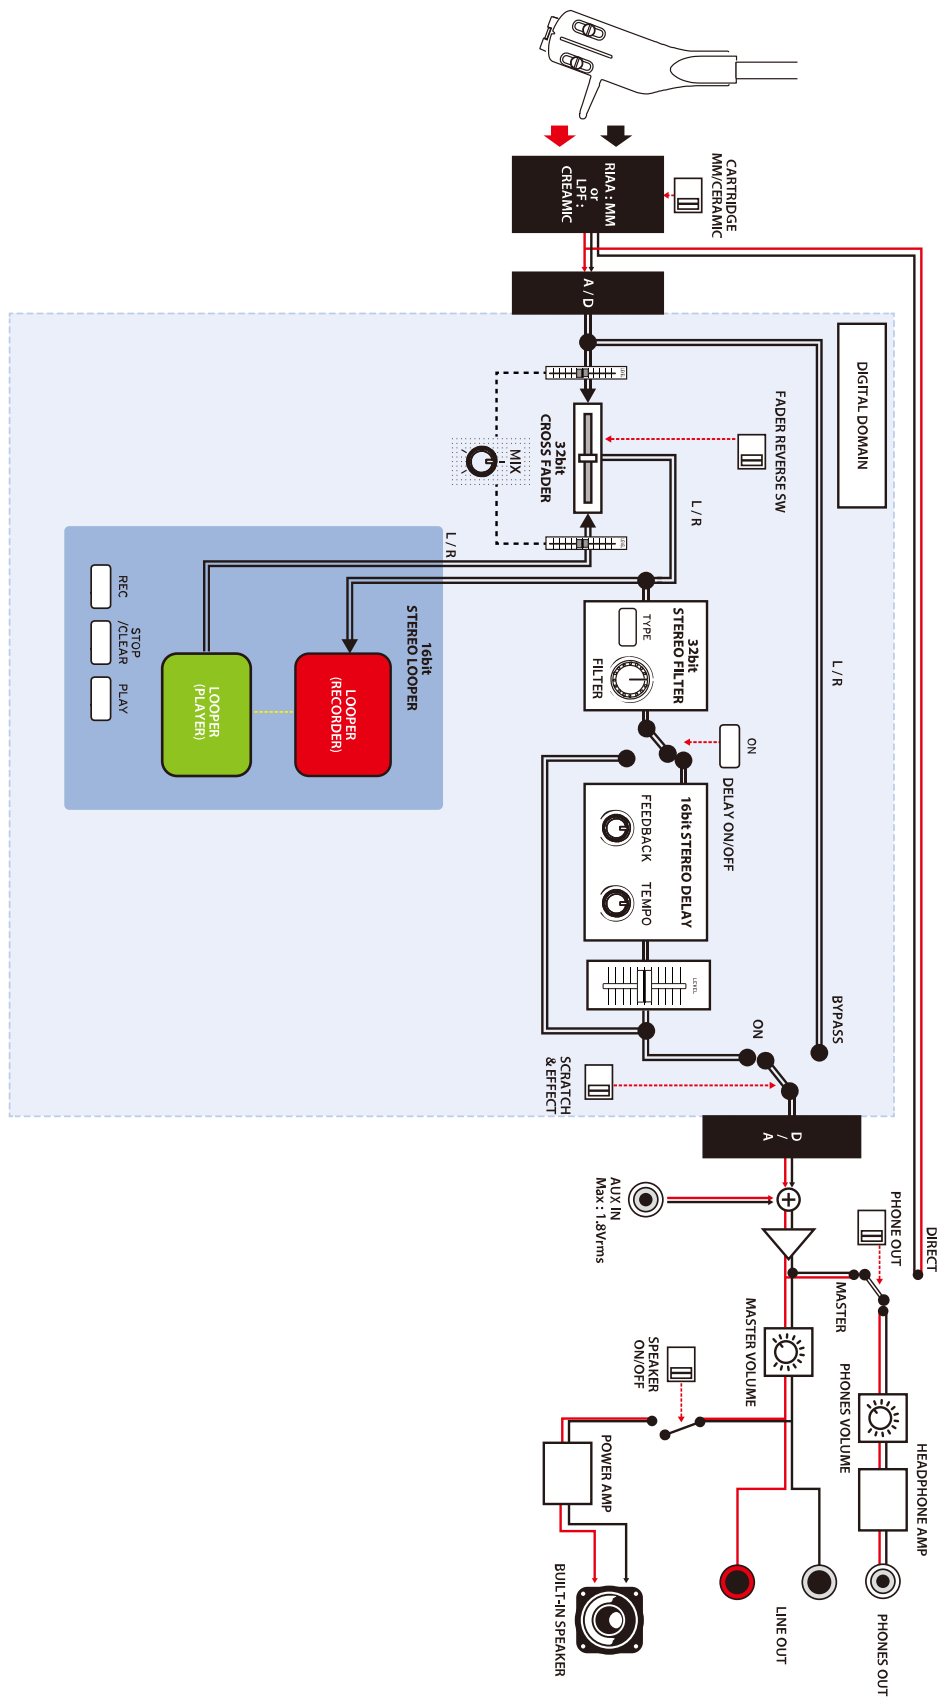 CARTRIDGE
MM/CERAMIC
RIAA : MM
or
LPF :
CREAMIC
A / D
DIGITAL DOMAIN
FADER REVERSE SW
32bit
CROSS FADER
MIX
L / R
L / R
L / R
16bit
STEREO LOOPER
REC
STOP
/CLEAR
PLAY
LOOPER
(RECORDER)
LOOPER
(PLAYER)
32bit
STEREO FILTER
TYPE
FILTER
ON
DELAY ON/OFF
16bit STEREO DELAY
FEEDBACK
TEMPO
LEVEL
BYPASS
ON
SCRATCH
& EFFECT
D / A
AUX IN
Max : 1.8Vrms
DIRECT
PHONE OUT
MASTER
MASTER VOLUME
SPEAKER
ON/OFF
PHONES VOLUME
HEADPHONE AMP
POWER AMP
PHONES OUT
LINE OUT
BUILT-IN SPEAKER